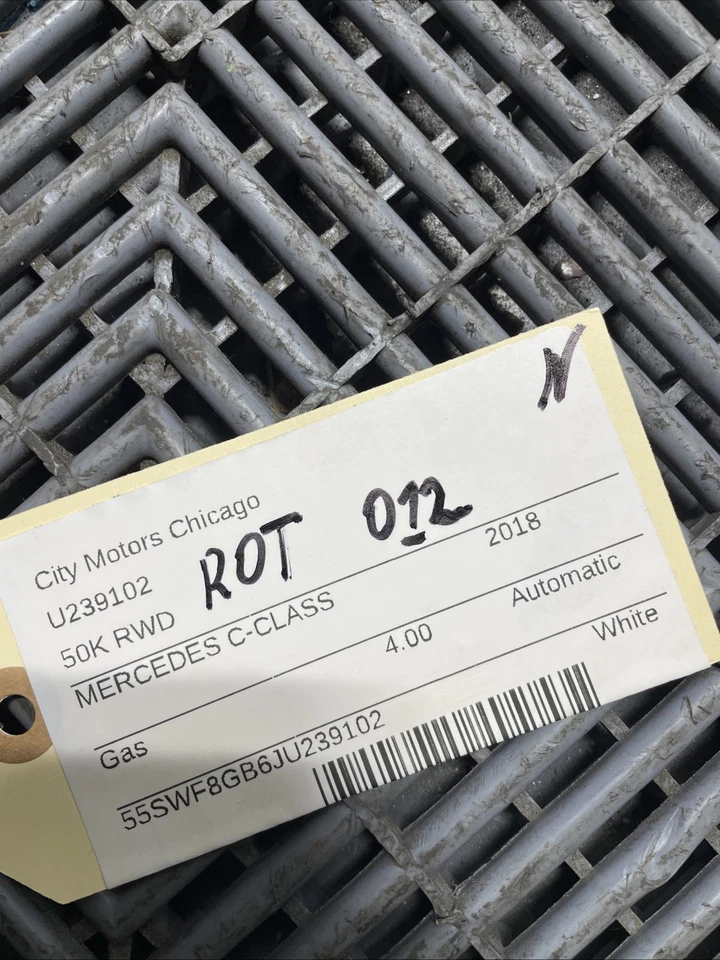 N
City Motors Chicago
U239102 ROT 012
50K RWD
MERCEDES C-CLASS 2018
4.00 Automatic
Gas White
55SWF8GB6JU239102